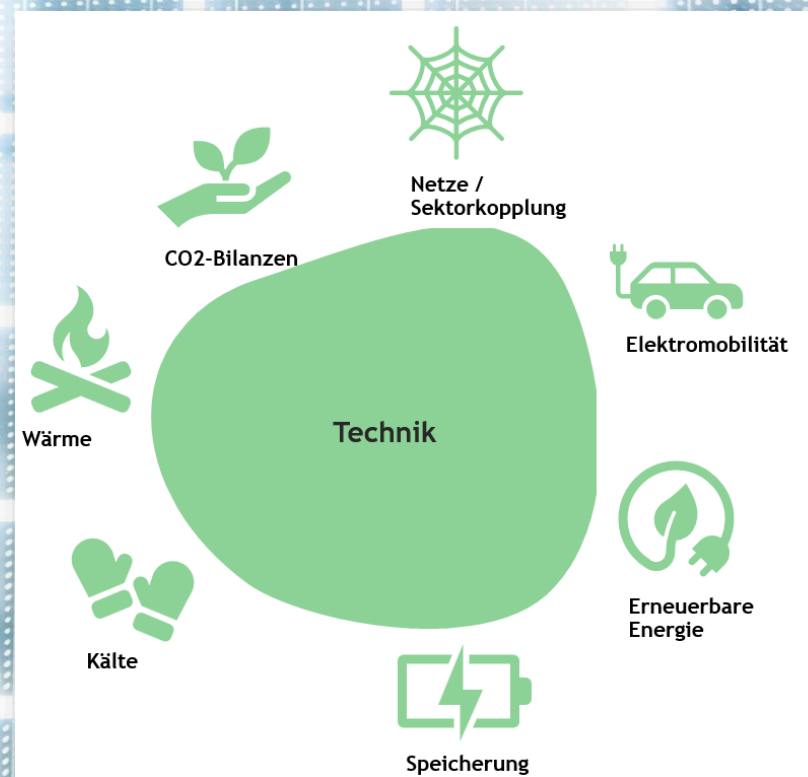 Netze /
Sektorkopplung
CO2-Bilanzen
Elektromobilität
Wärme
Technik
Erneuerbare
Energie
Kälte
Speicherung